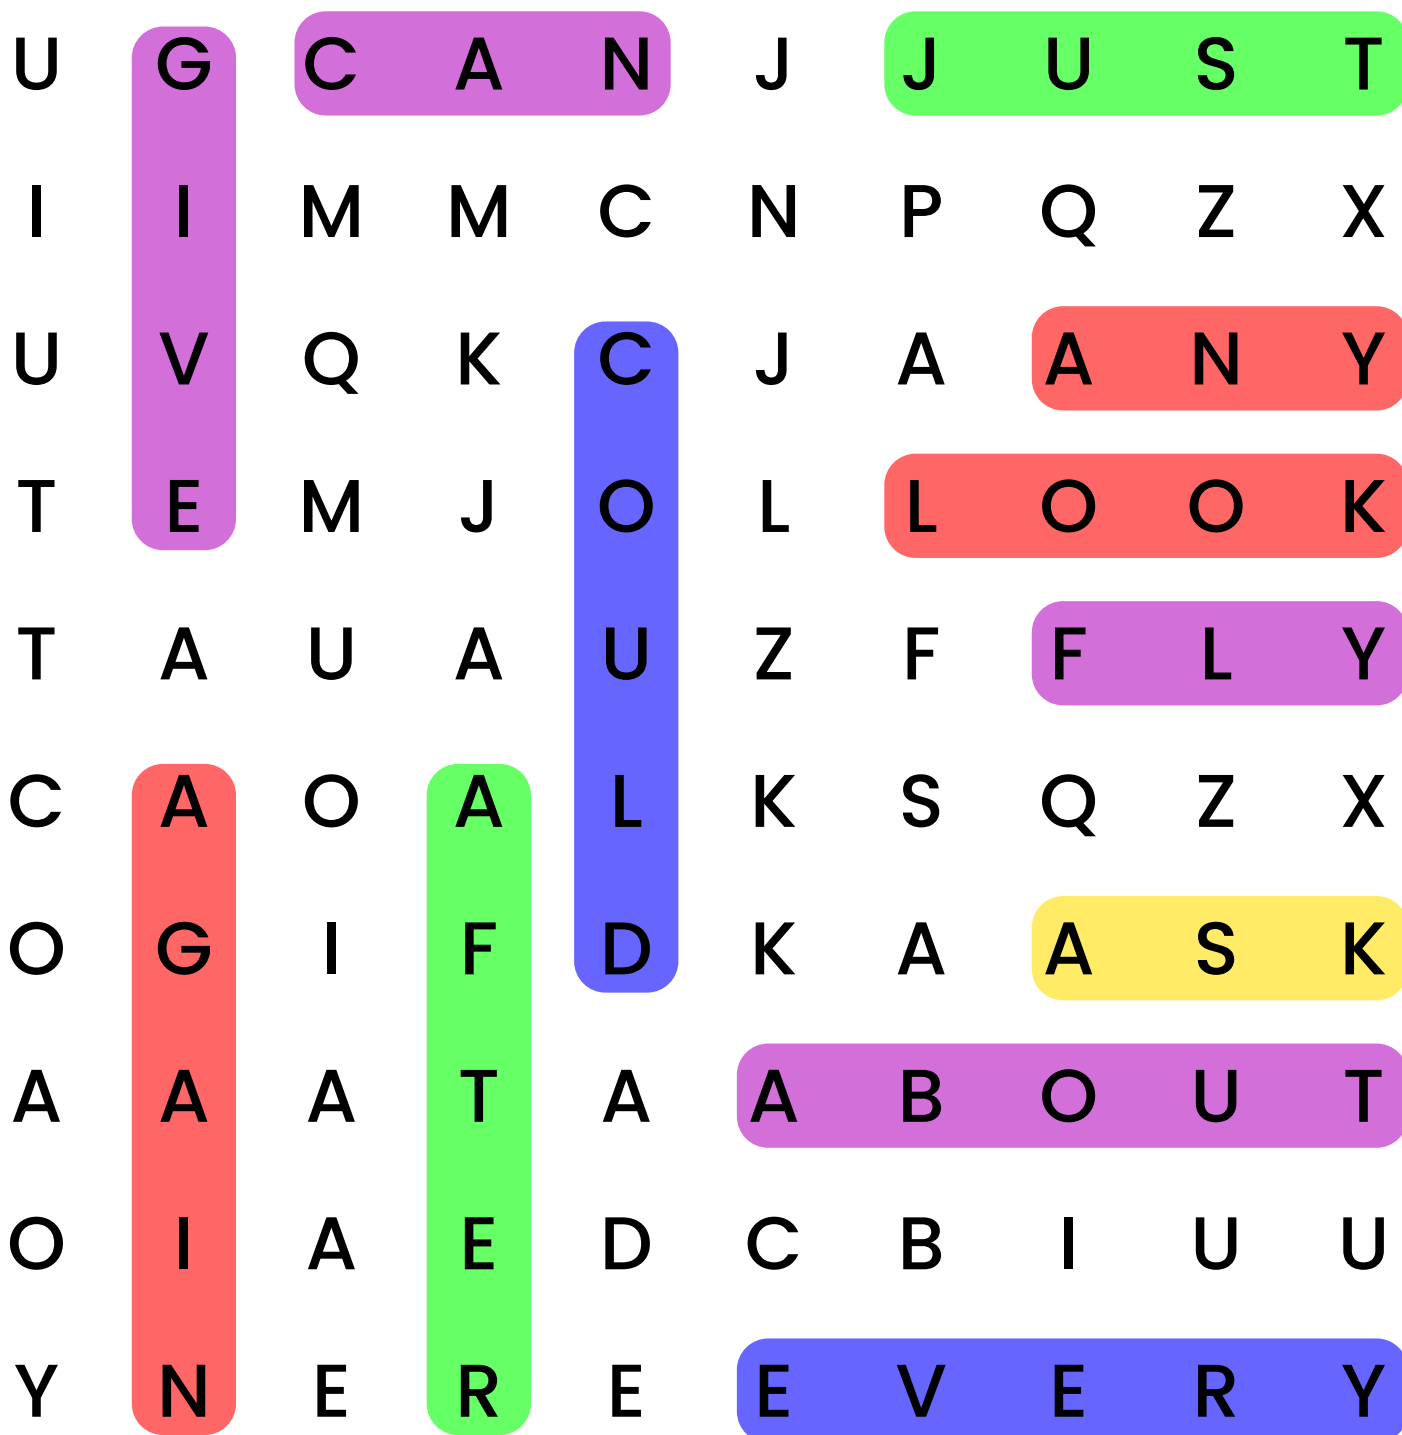 U G C A N J J U S T
I I M M C N P Q Z X
U V Q K C J A A N Y
T E M J O L L O O K
T A U A U Z F F L Y
C A O A L K S Q Z X
O G I F D K A A S K
A A A T A A B O U T
O I A E D C B I U U
Y N E R E E V E R Y